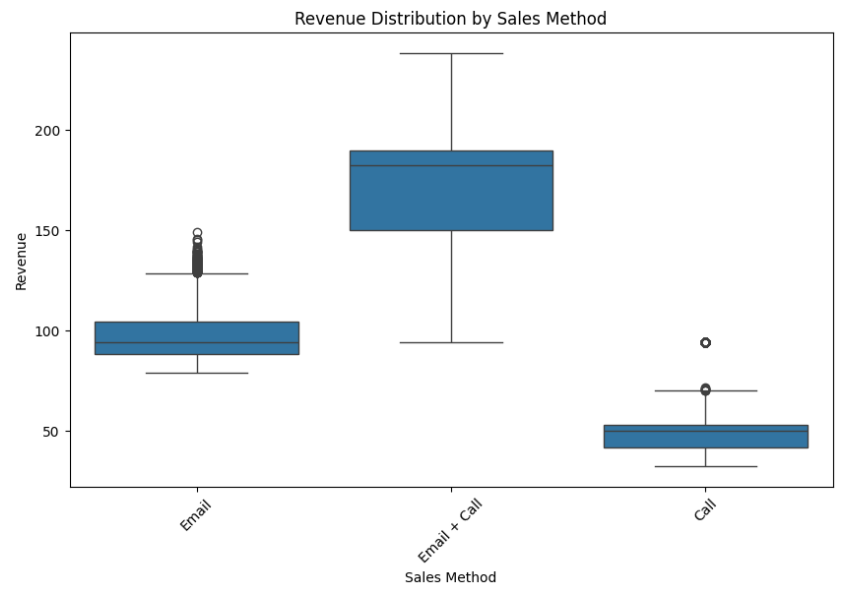 Revenue Distribution by Sales Method
Revenue
200
150
100
50
Email
Email + Call
Call
Sales Method